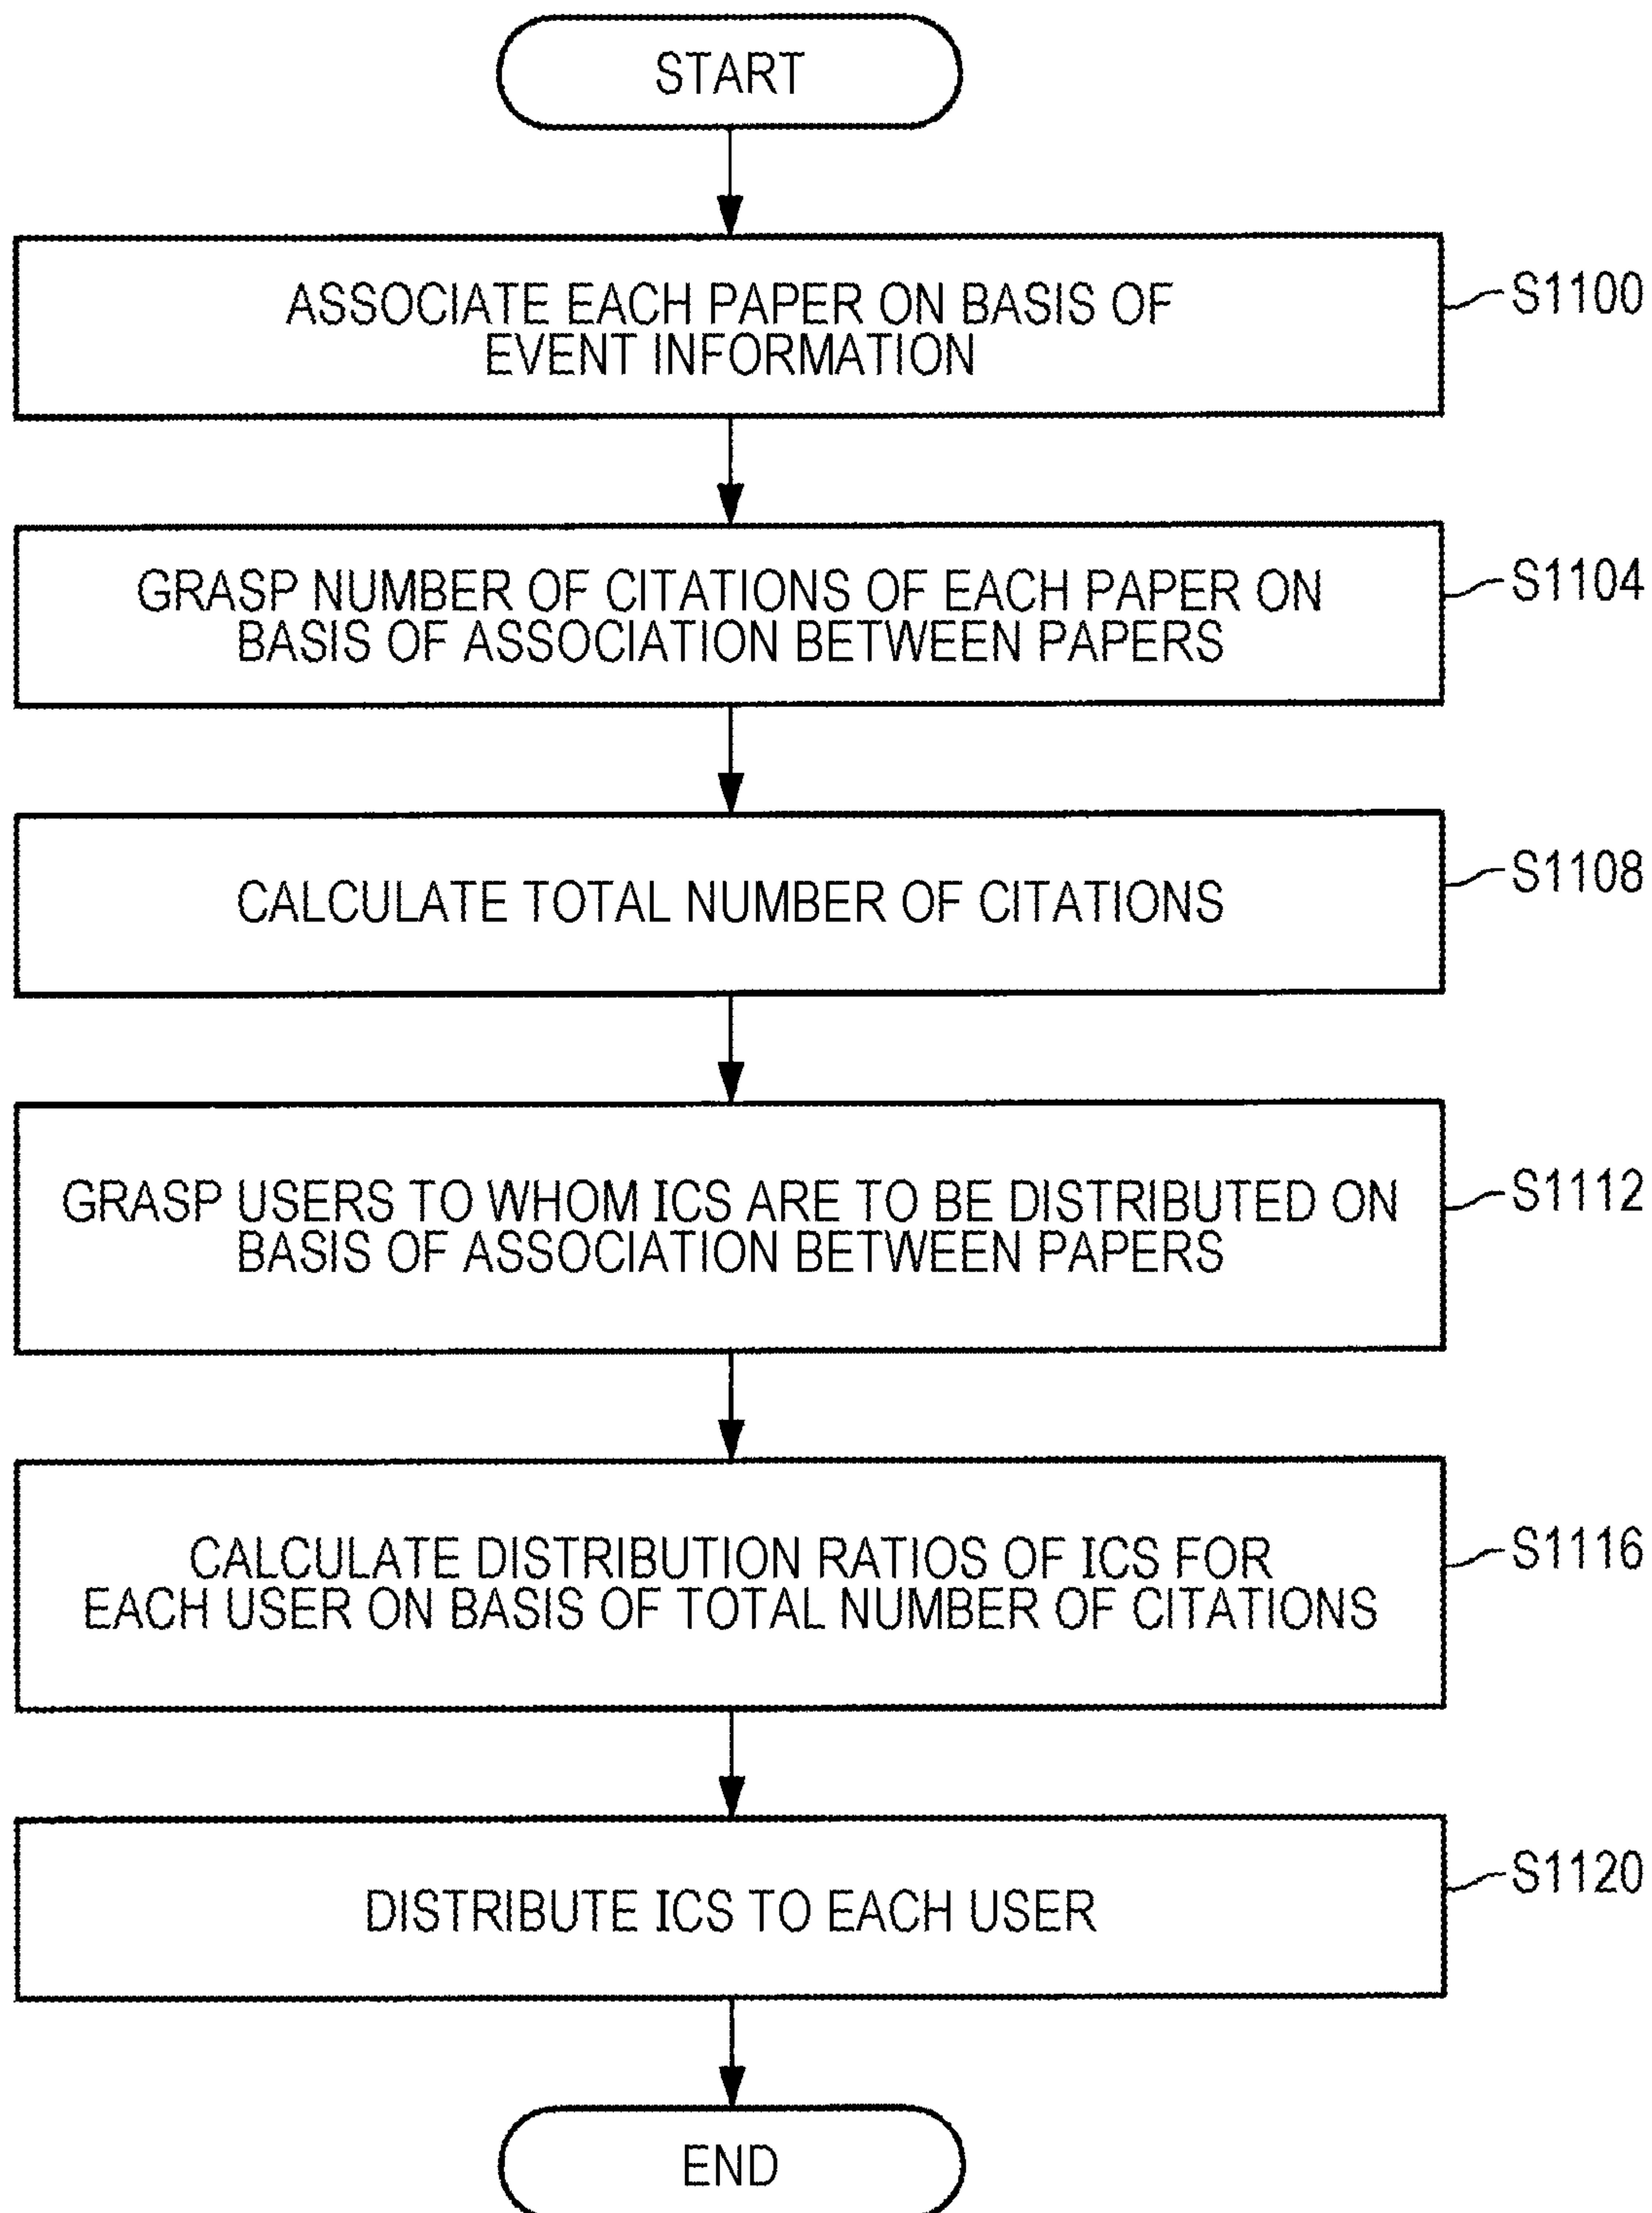 START
ASSOCIATE EACH PAPER ON BASIS OF
EVENT INFORMATION
S1100
GRASP NUMBER OF CITATIONS OF EACH PAPER ON
BASIS OF ASSOCIATION BETWEEN PAPERS
S1104
CALCULATE TOTAL NUMBER OF CITATIONS
S1108
GRASP USERS TO WHOM ICS ARE TO BE DISTRIBUTED ON
BASIS OF ASSOCIATION BETWEEN PAPERS
S1112
CALCULATE DISTRIBUTION RATIOS OF ICS FOR
EACH USER ON BASIS OF TOTAL NUMBER OF CITATIONS
S1116
DISTRIBUTE ICS TO EACH USER
S1120
END